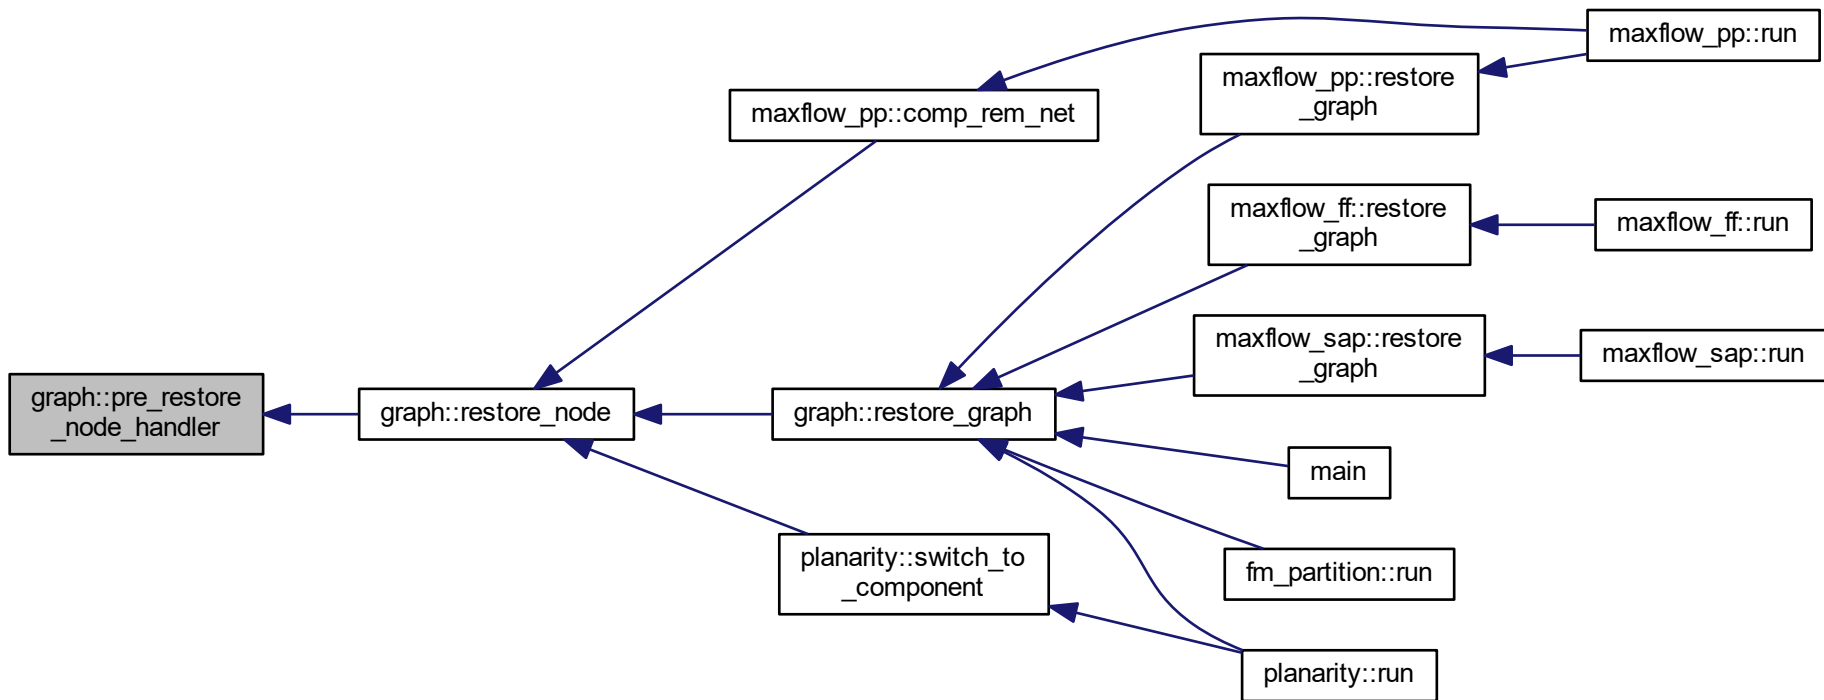 graph::pre_restore
_node_handler
graph::restore_node
maxflow_pp::comp_rem_net
graph::restore_graph
planarity::switch_to
_component
maxflow_pp::restore
_graph
maxflow_ff::restore
_graph
maxflow_sap::restore
_graph
main
fm_partition::run
planarity::run
maxflow_pp::run
maxflow_ff::run
maxflow_sap::run